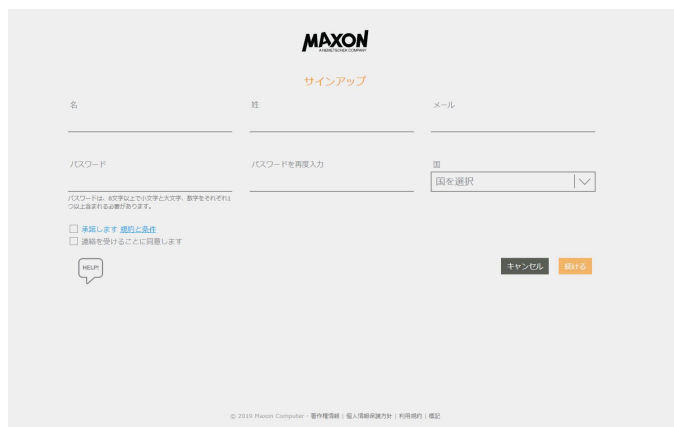 MAXON
A NEMETSCHEK COMPANY
サインアップ
名 姓 メール
パスワード パスワードを再度入力 国
国を選択
パスワードは、8文字以上で小文字と大文字、数字をそれぞれ1
つ以上含まれる必要があります。
承諾します 規約と条件
連絡を受けることに同意します
HELP!
キャンセル 続ける
© 2019 Maxon Computer - 著作権情報 | 個人情報保護方針 | 利用規約 | 標記